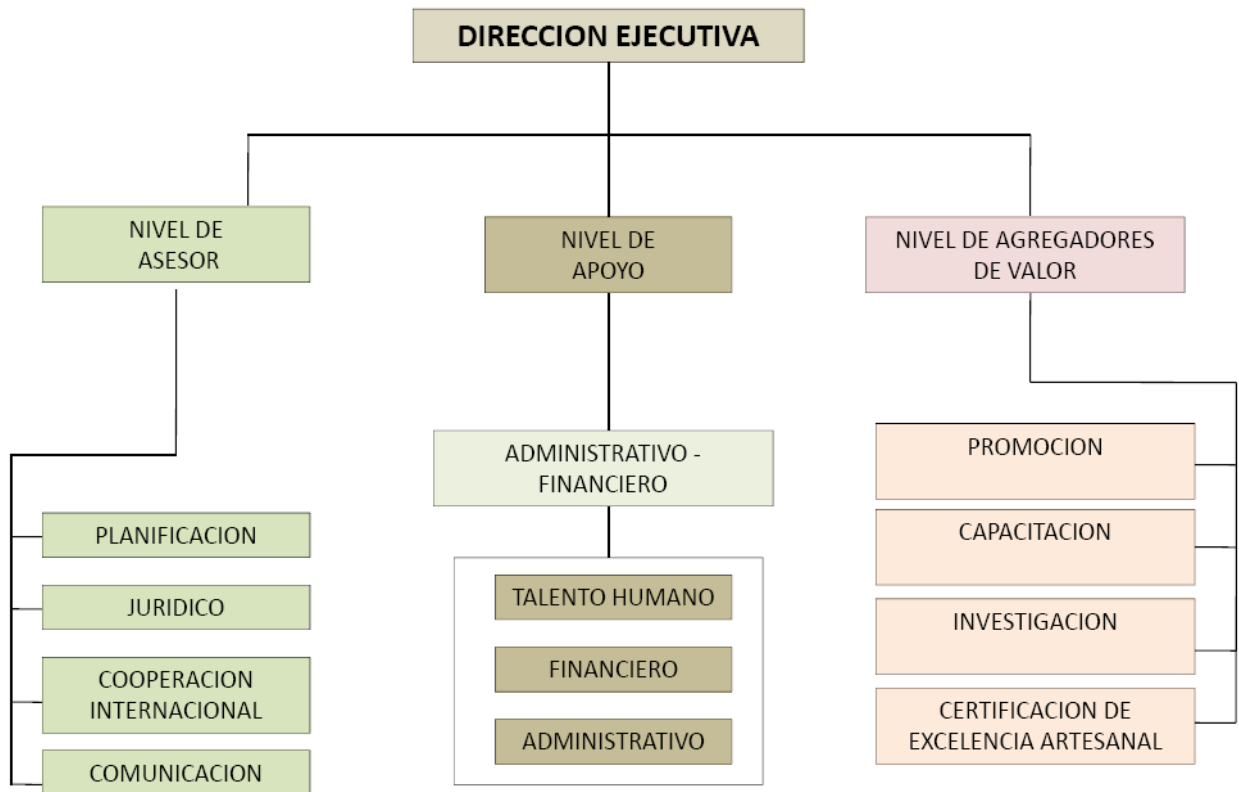 DIRECCION EJECUTIVA
NIVEL DE
ASESOR
NIVEL DE
APOYO
NIVEL DE AGREGADORES
DE VALOR
PLANIFICACION
JURIDICO
COOPERACION
INTERNACIONAL
COMUNICACION
ADMINISTRATIVO -
FINANCIERO
TALENTO HUMANO
FINANCIERO
ADMINISTRATIVO
PROMOCION
CAPACITACION
INVESTIGACION
CERTIFICACION DE
EXCELENCIA ARTESANAL